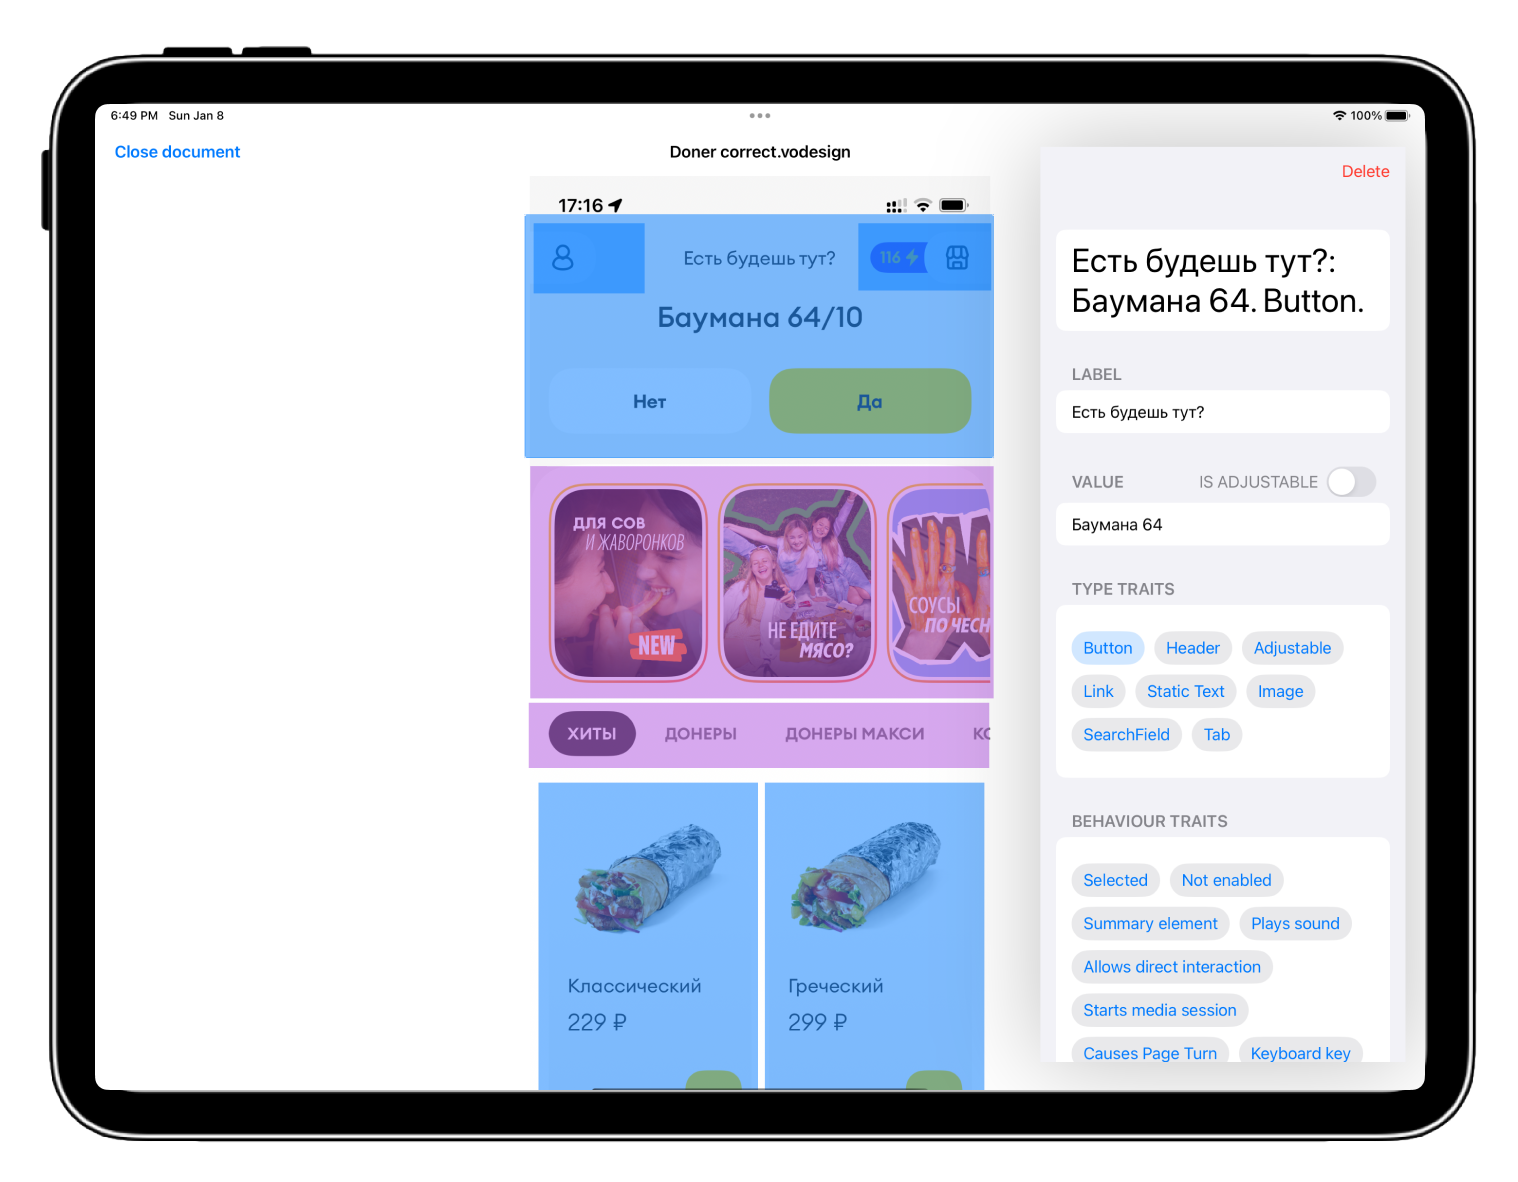 6:49 PM Sun Jan 8
100%
Close document
Doner correct.vodesign
17:16
Есть будешь тут?
116
Баумана 64/10
Нет
Да
ДЛЯ СОВ
И ЖАВОРОНКОВ
NEW
НЕ ЕДИТЕ
МЯСО?
СОУСЫ
ПО ЧЕСН
ХИТЫ
ДОНЕРЫ
ДОНЕРЫ МАКСИ
КО
Классический
229 ₽
Греческий
299 ₽
Delete
Есть будешь тут?:
Баумана 64. Button.
LABEL
Есть будешь тут?
VALUE
IS ADJUSTABLE
Баумана 64
TYPE TRAITS
Button Header Adjustable
Link Static Text Image
SearchField Tab
BEHAVIOUR TRAITS
Selected Not enabled
Summary element Plays sound
Allows direct interaction
Starts media session
Causes Page Turn Keyboard key